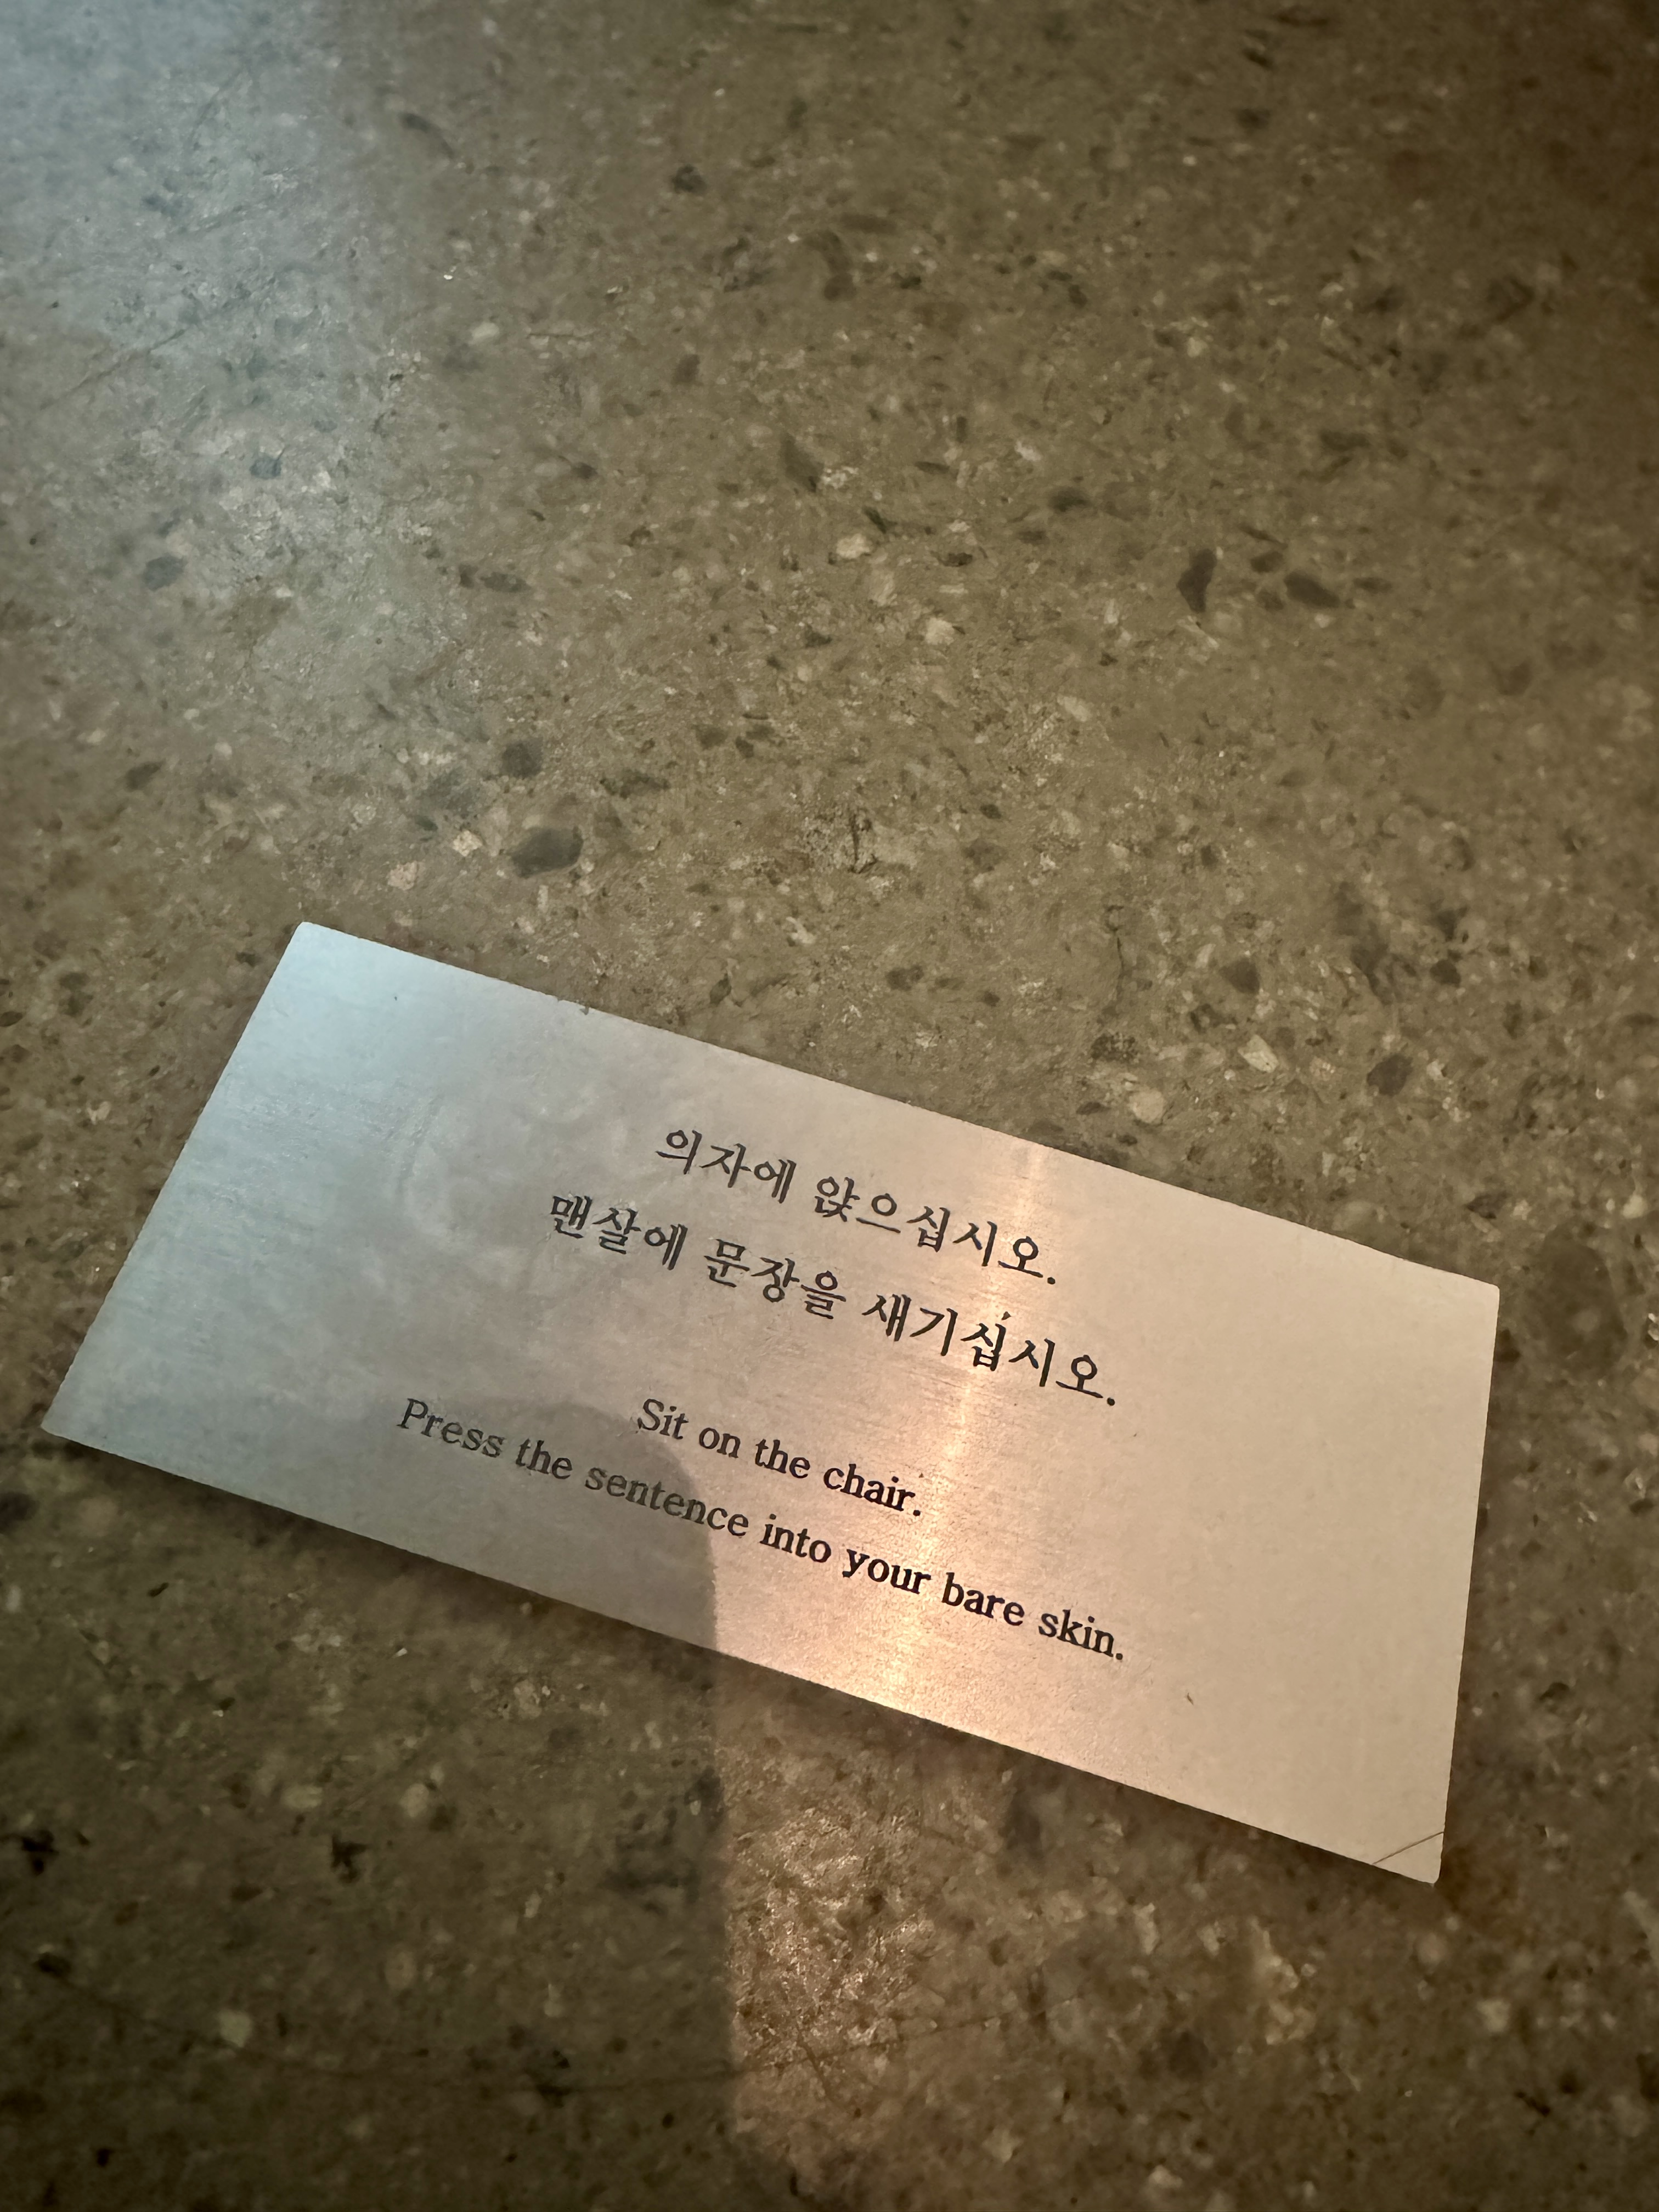 의자에 앉으십시오.
맨살에 문장을 새기십시오.
Sit on the chair.
Press the sentence into your bare skin.